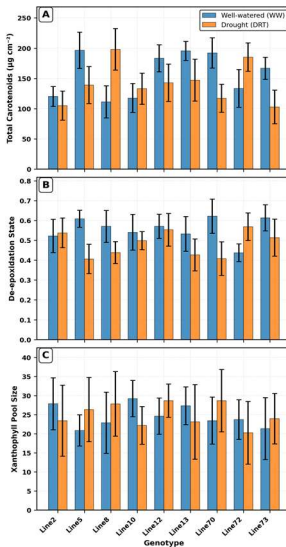 A
Well-watered (WW)
Drought (DRT)
Total Carotenoids (µg cm⁻²)
250
200
150
100
50
0
B
De-epoxidation State
0.8
0.7
0.6
0.5
0.4
0.3
0.2
0.1
0.0
C
Xanthophyll Pool Size
40
35
30
25
20
15
10
5
0
Line2
Line5
Line8
Line10
Line12
Line13
Line70
Line72
Line73
Genotype